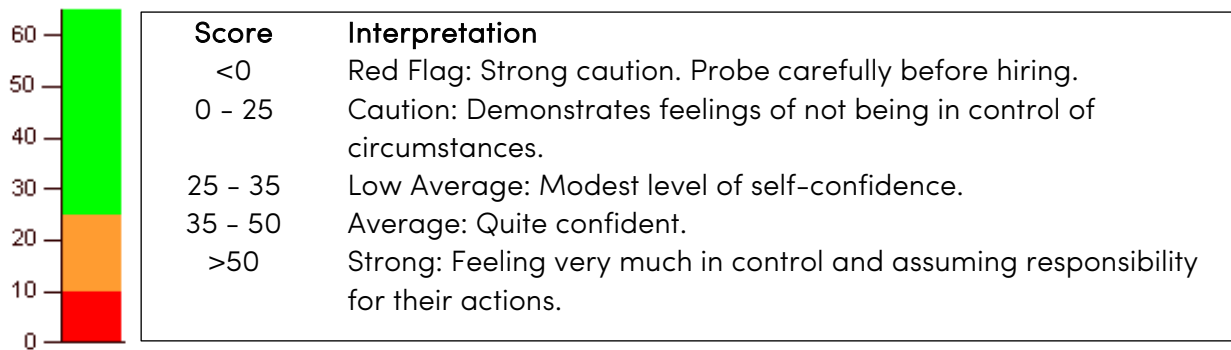 60
50
40
30
20
10
0
Score Interpretation
<0 Red Flag: Strong caution. Probe carefully before hiring.
0 - 25 Caution: Demonstrates feelings of not being in control of
circumstances.
25 - 35 Low Average: Modest level of self-confidence.
35 - 50 Average: Quite confident.
>50 Strong: Feeling very much in control and assuming responsibility
for their actions.